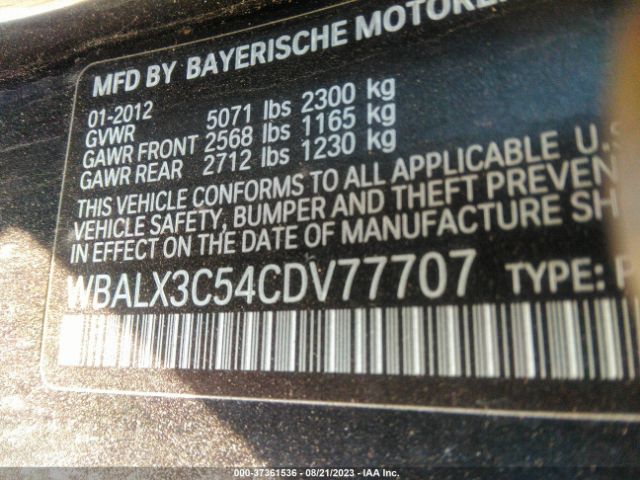 MFD BY BAYERISCHE
01-2012
GVWR 5071 lbs 2300 kg
GAWR FRONT 2568 lbs 1165 kg
GAWR REAR 2712 lbs 1230 kg
THIS VEHICLE CONFORMS TO ALL APPLICABLE U.S
VEHICLE SAFETY, BUMPER AND THEFT PREVEN
IN EFFECT ON THE DATE OF MANUFACTURE SH
WBALX3C54CDV77707 TYPE:
000-37361536 - 08/21/2023 - IAA Inc.